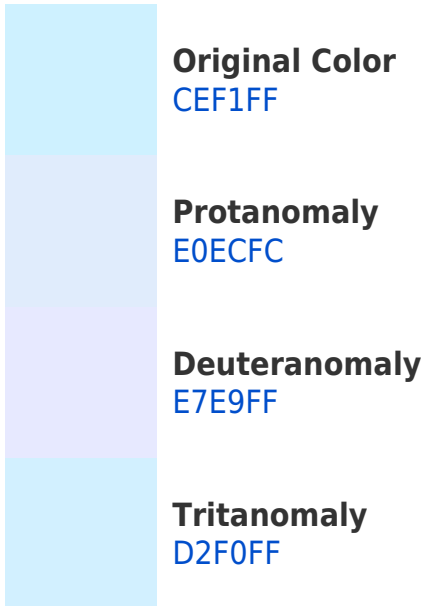 Original Color
CEF1FF
Protanomaly
E0ECFC
Deuteranomaly
E7E9FF
Tritanomaly
D2F0FF